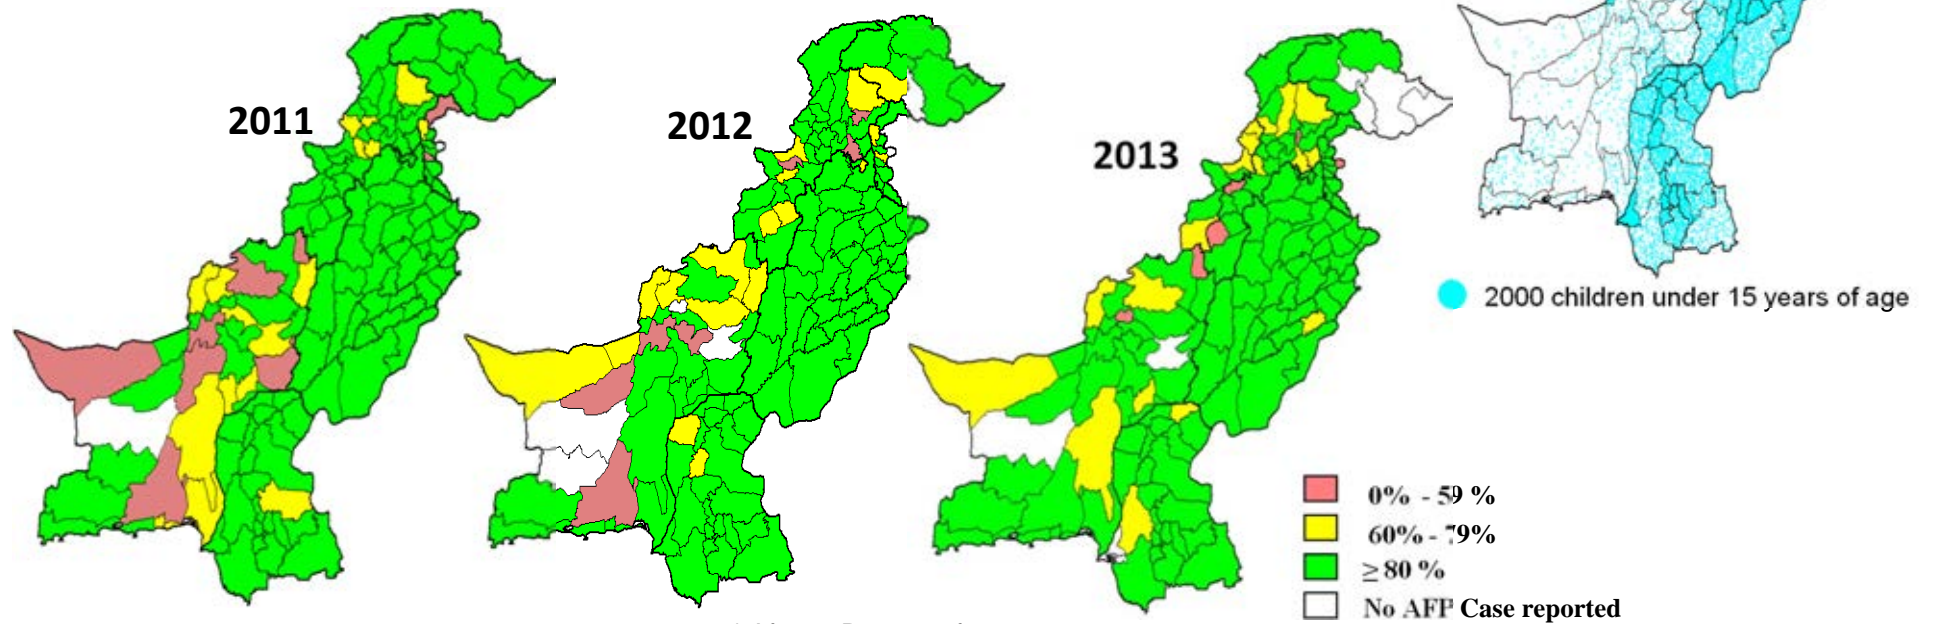 2011
2012
2013
2000 children under 15 years of age
0% - 59 %
60% - 79%
≥ 80 %
No AFP Case reported